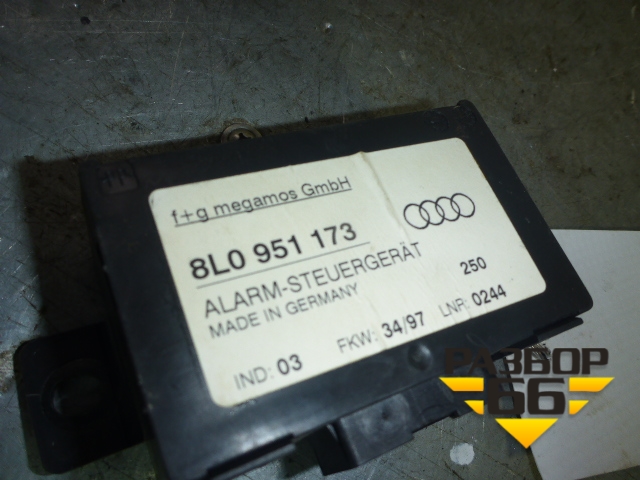 f+g megamos GmbH
8L0 951 173
ALARM-STEUERGERÄT
MADE IN GERMANY
250
IND: 03 FKW: 34/97 LNR: 0244
РАЗБОР
66